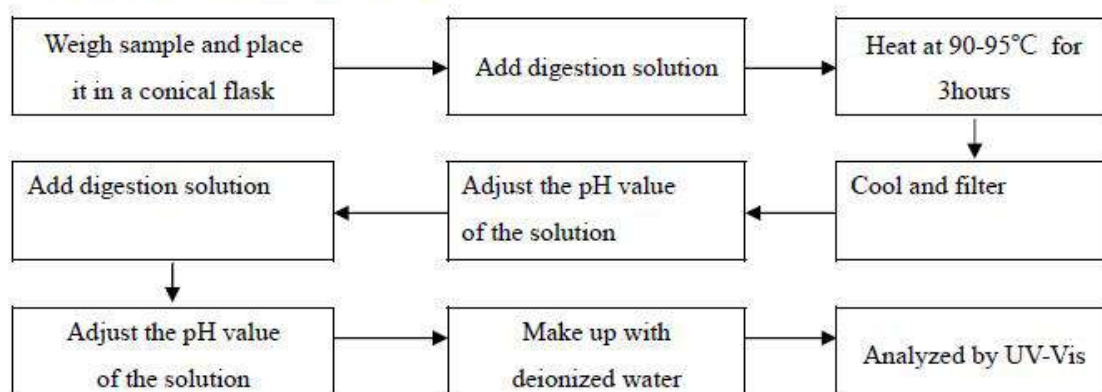 Weigh sample and place
it in a conical flask
Add digestion solution
Heat at 90-95℃ for
3hours
Cool and filter
Adjust the pH value
of the solution
Add digestion solution
Adjust the pH value
of the solution
Make up with
deionized water
Analyzed by UV-Vis